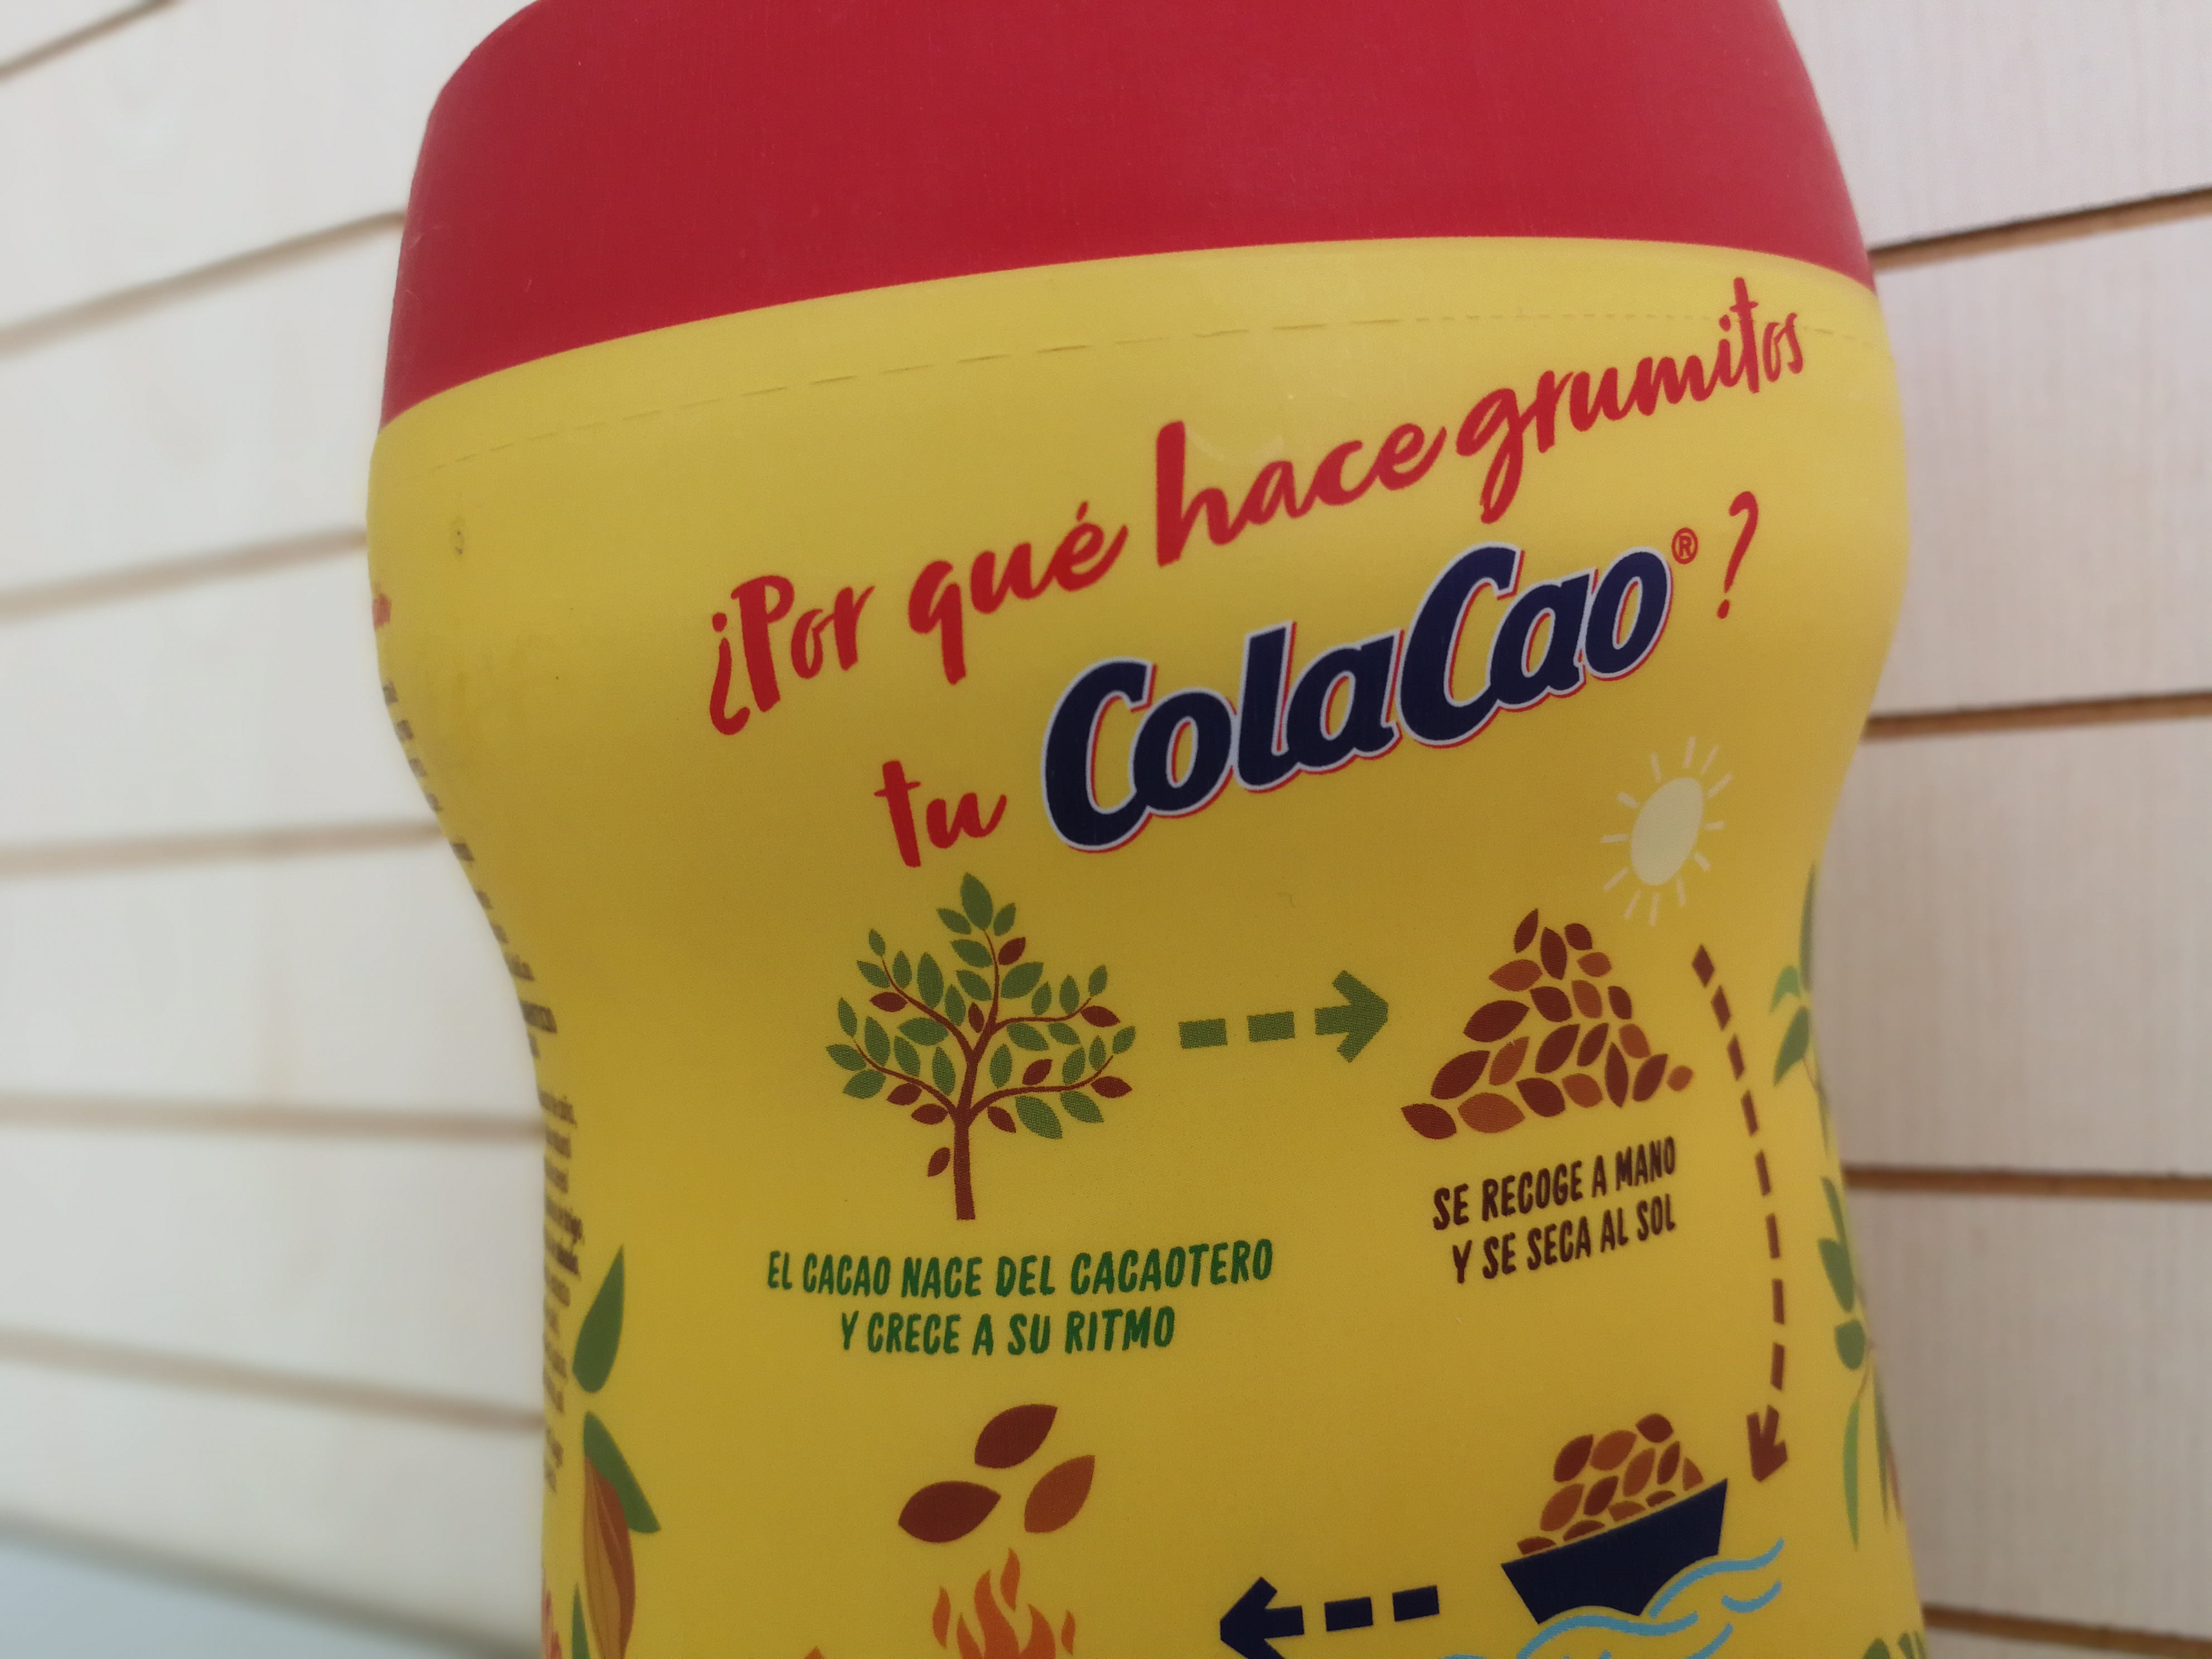 ¿Por qué hace grumitos
tu ColaCao® ?
EL CACAO NACE DEL CACAOTERO
Y CRECE A SU RITMO
SE RECOGE A MANO
Y SE SECA AL SOL